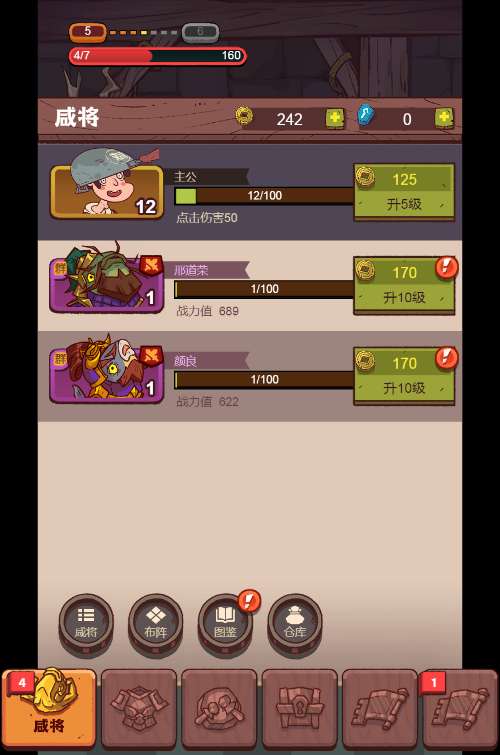 5
6
4/7
160
咸将
242
0
主公
12
12/100
点击伤害50
125
升5級
群
邢道荣
1
1/100
战力值 689
170
升10級
群
颜良
1
1/100
战力值 622
170
升10級
咸将
布阵
图鉴
仓库
4
咸将
1